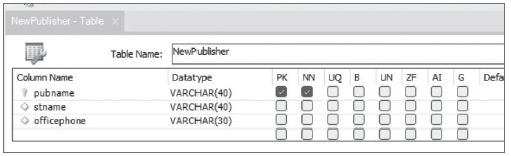 NewPublisher - Table ×
Table Name: NewPublisher
Column Name Datatype PK NN UQ B UN ZF AI G Defa
pubname VARCHAR(40)
stname VARCHAR(40)
officephone VARCHAR(30)